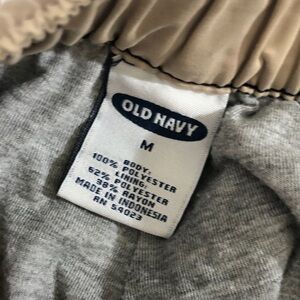 OLD NAVY
M
BODY:
100% POLYESTER
LINING:
62% POLYESTER
38% RAYON
MADE IN INDONESIA
RN 54023